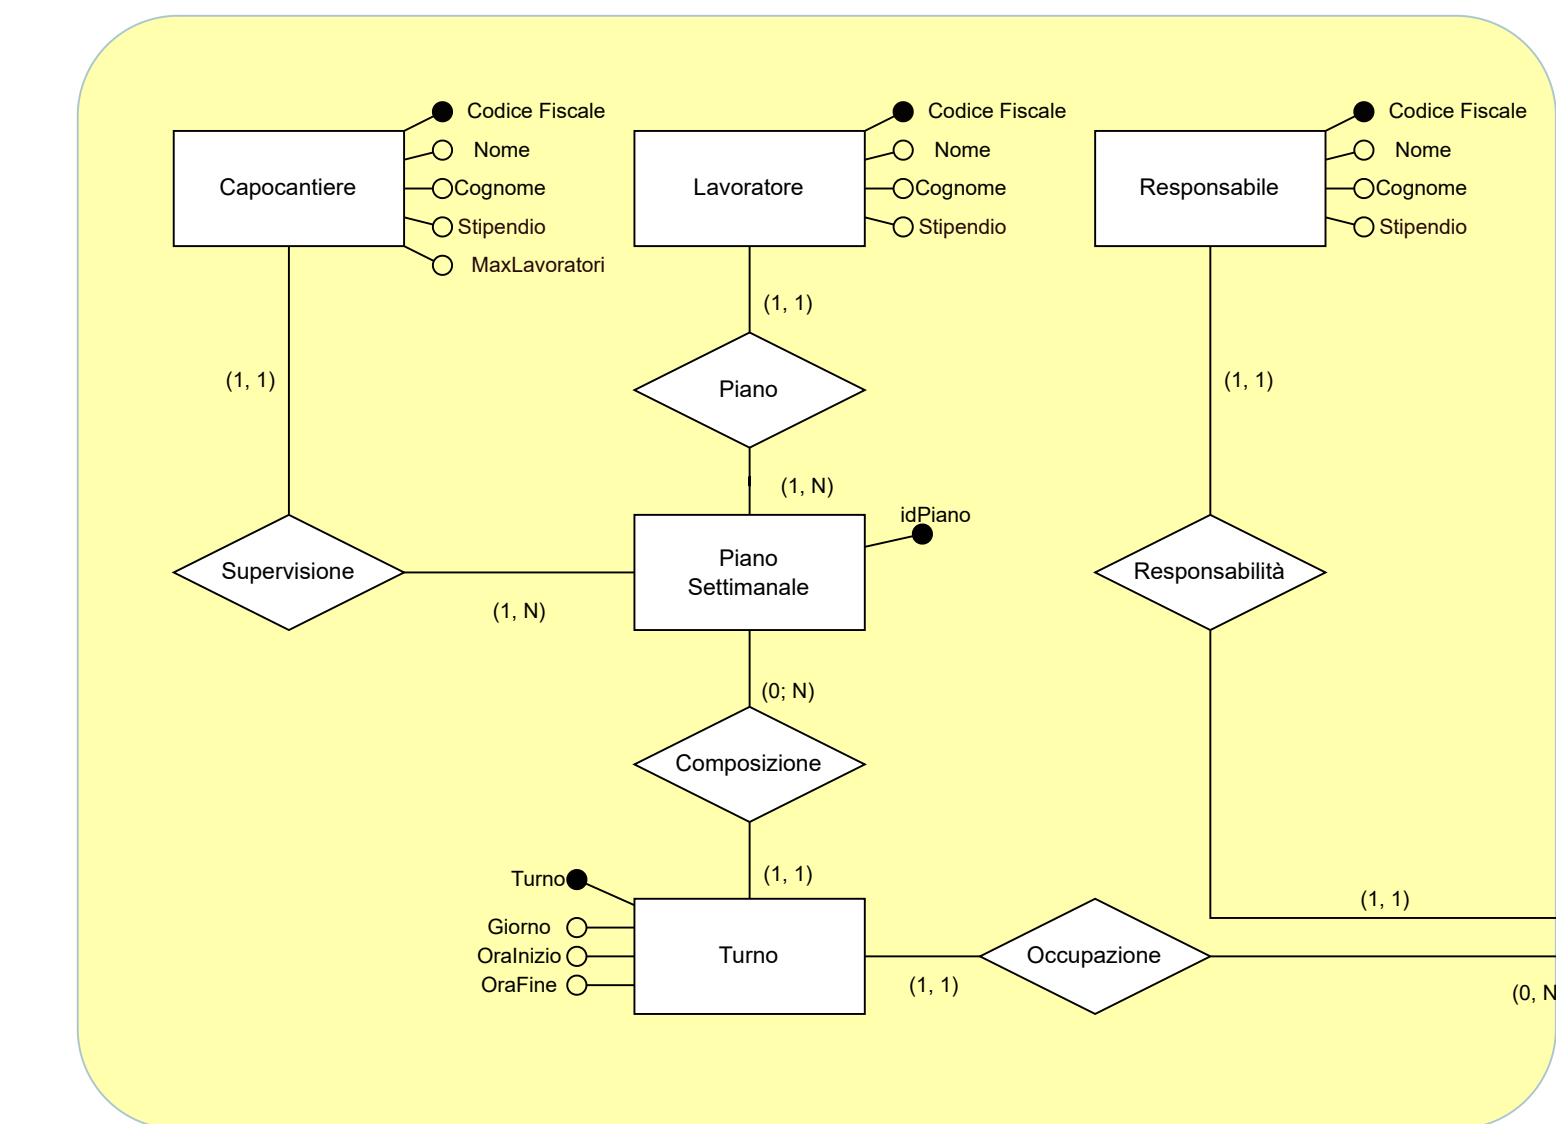 Codice Fiscale
Nome
Capocantiere
Cognome
Stipendio
MaxLavoratori
Codice Fiscale
Nome
Lavoratore
Cognome
Stipendio
Codice Fiscale
Nome
Responsabile
Cognome
Stipendio
(1, 1)
(1, 1)
(1, 1)
Piano
(1, N)
idPiano
Supervisione
Piano
Settimanale
Responsabilità
(1, N)
(0; N)
Composizione
(1, 1)
Turno
(1, 1)
Giorno
OraInizio
OraFine
Turno
Occupazione
(1, 1)
(0, N